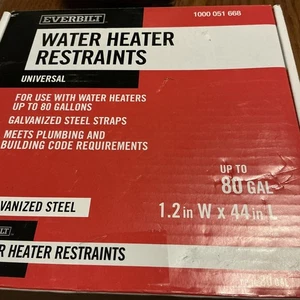 EVERBILT
1000 051 668
WATER HEATER
RESTRAINTS
UNIVERSAL
FOR USE WITH WATER HEATERS
UP TO 80 GALLONS
GALVANIZED STEEL STRAPS
MEETS PLUMBING AND
BUILDING CODE REQUIREMENTS
UP TO
80 GAL
VANIZED STEEL
1.2 in W x 44 in L
BILT
R HEATER RESTRAINTS